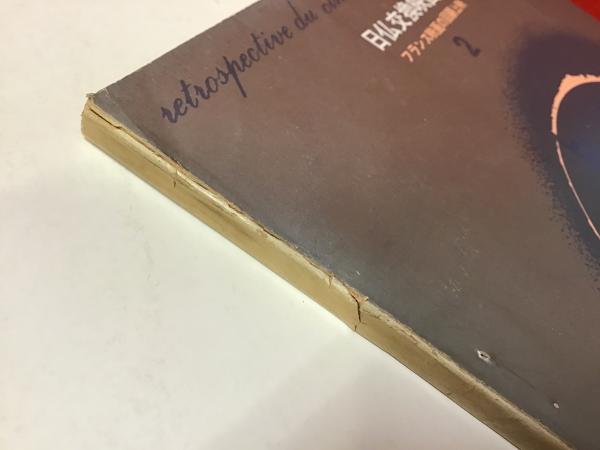 retrospective du
日仏交換映
フランス映画の回顧上映
2